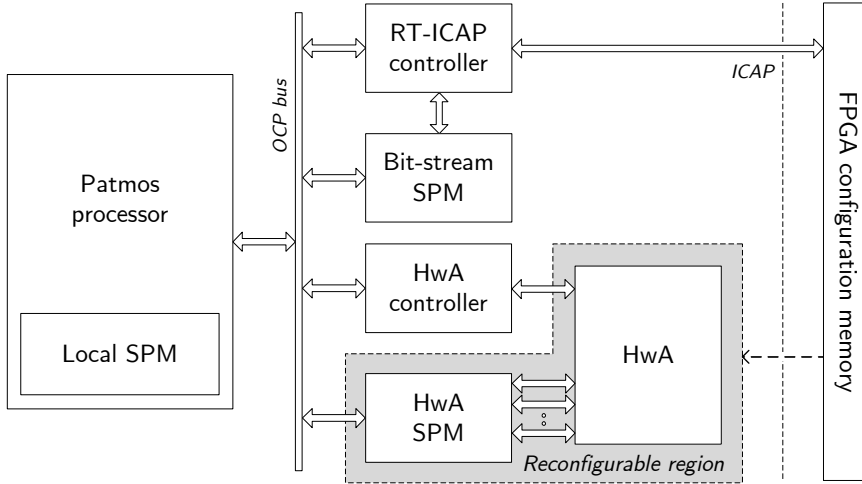 RT-ICAP
controller
ICAP
OCP bus
FPGA configuration memory
Patmos
processor
Bit-stream
SPM
HwA
controller
HwA
Local SPM
HwA
SPM
Reconfigurable region